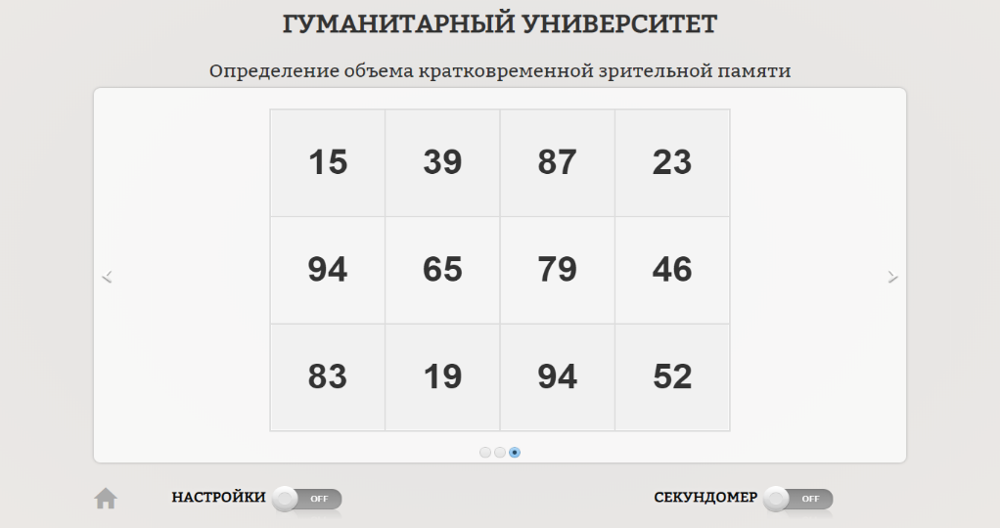 ГУМАНИТАРНЫЙ УНИВЕРСИТЕТ
Определение объема кратковременной зрительной памяти
15 39 87 23
94 65 79 46
83 19 94 52
НАСТРОЙКИ OFF СЕКУНДОМЕР OFF